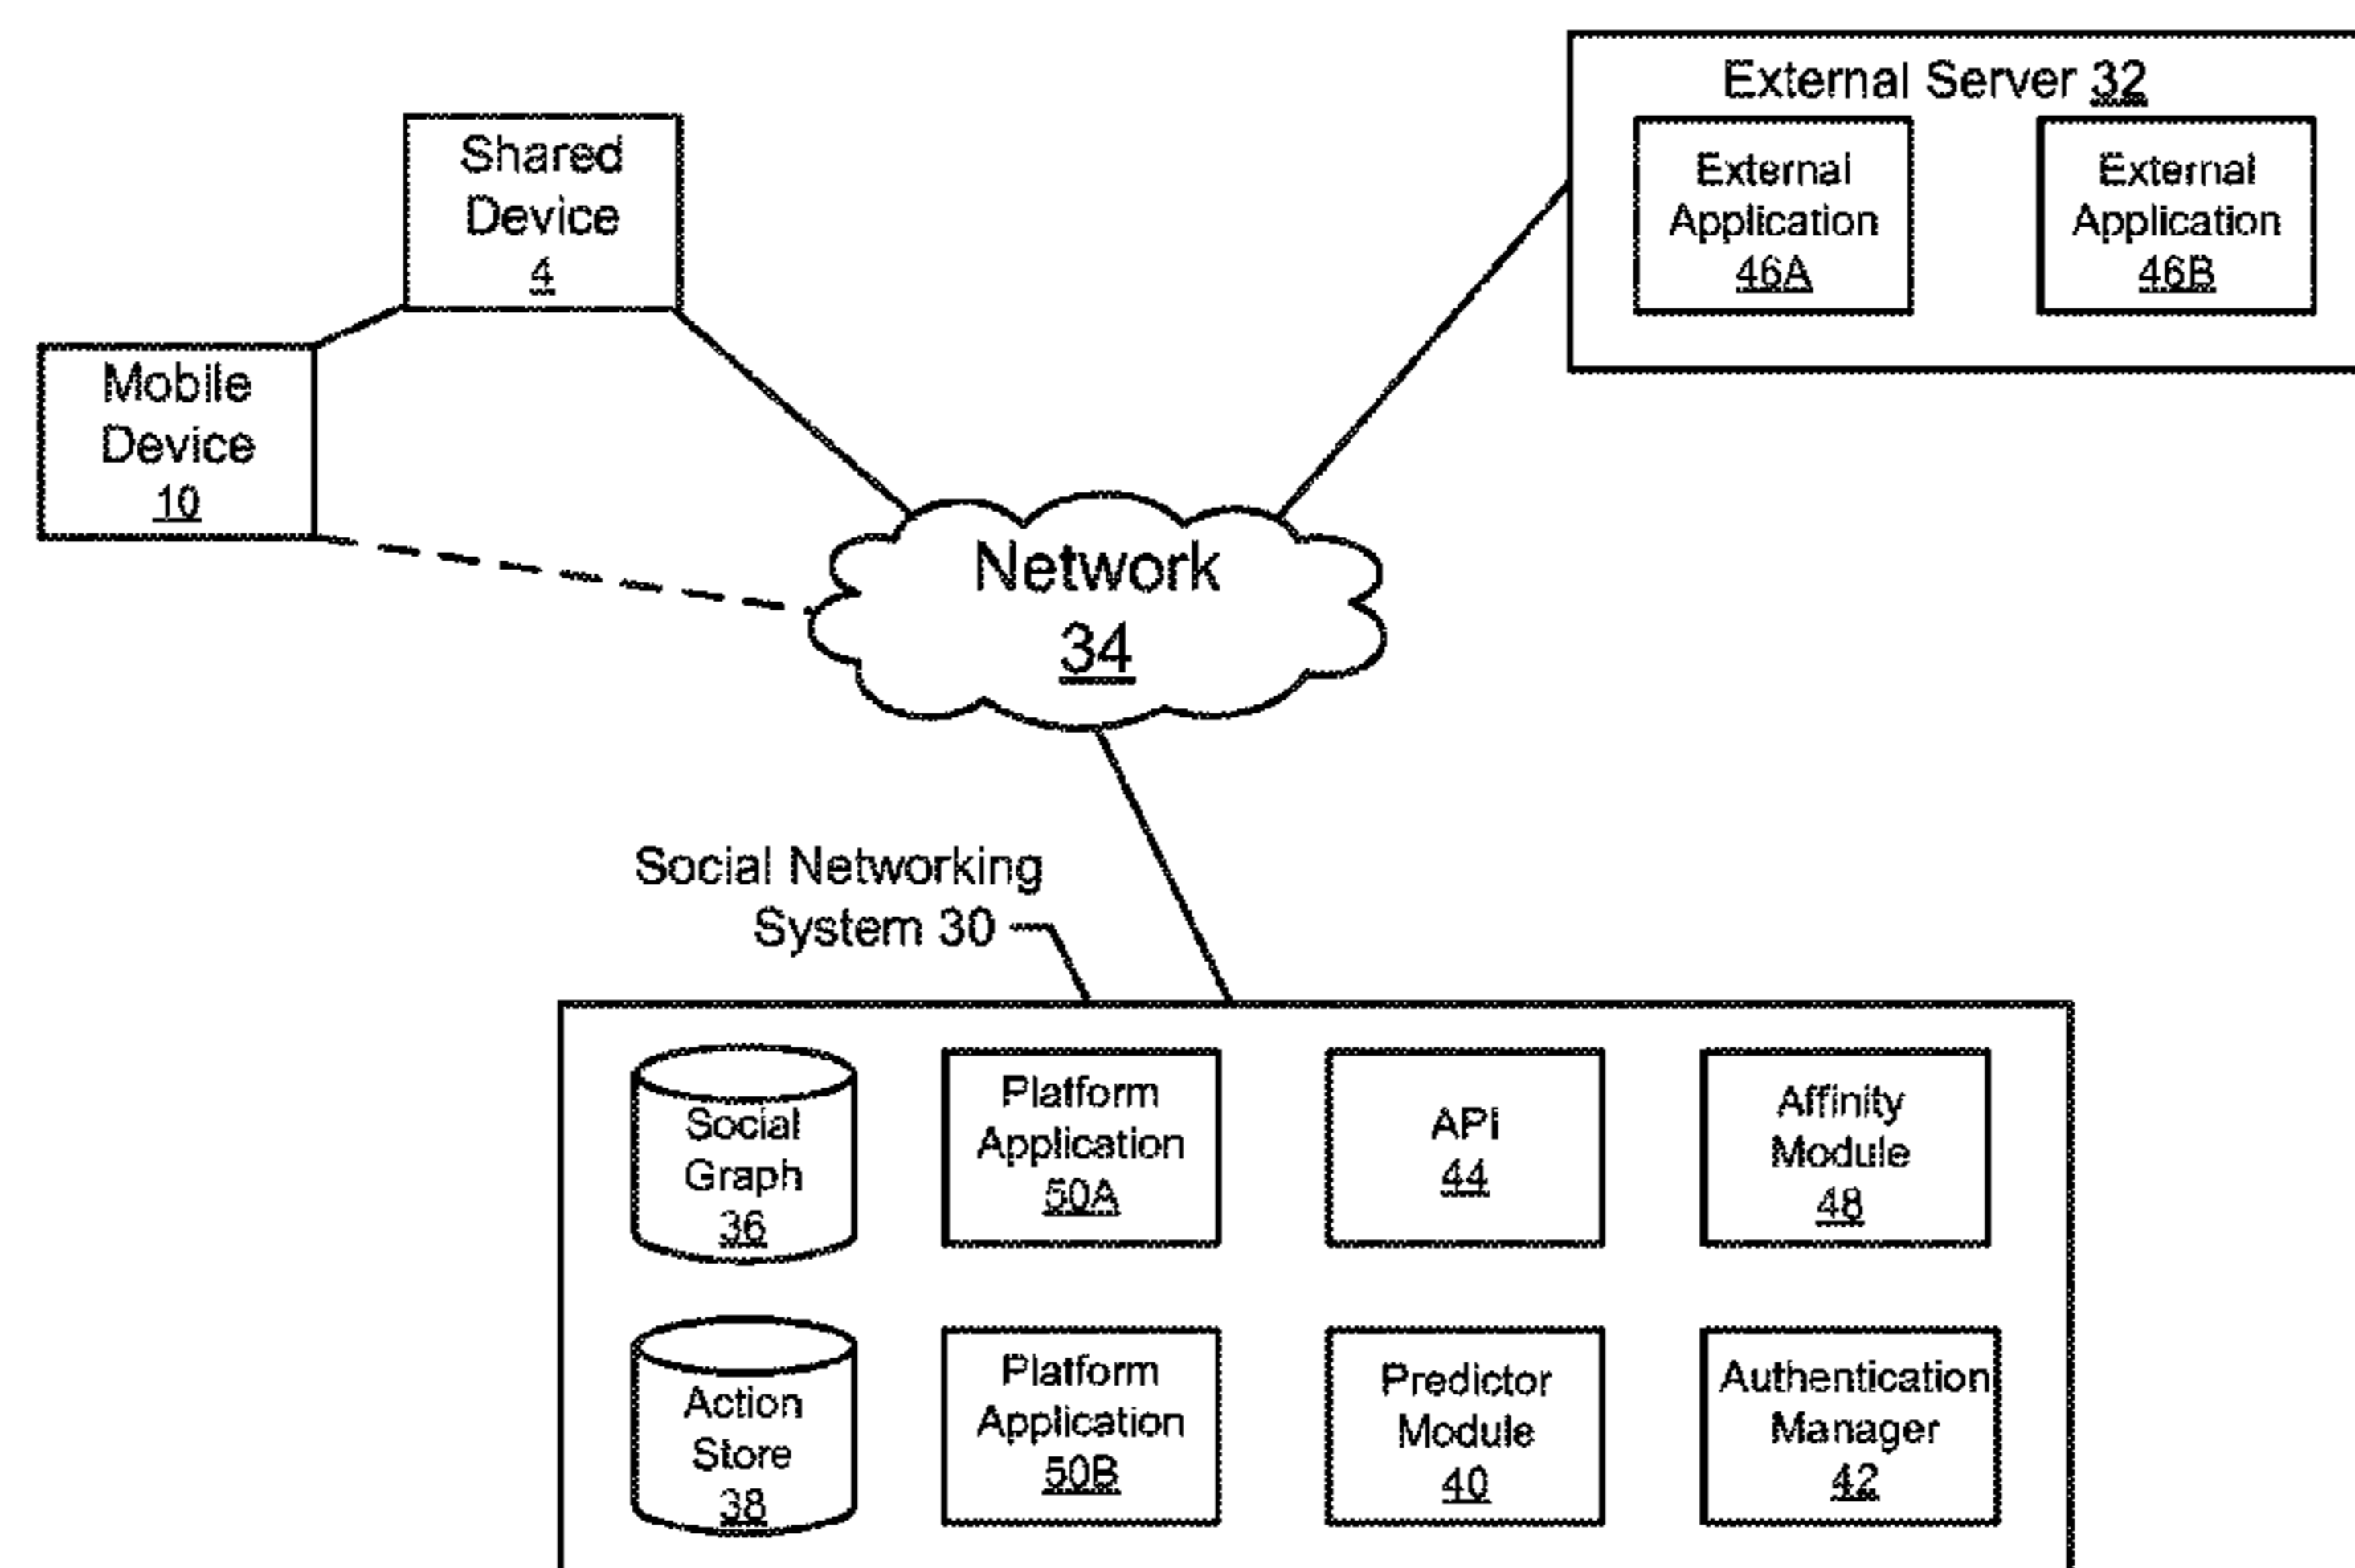 External Server 32
External
Application
46A
External
Application
46B
Shared
Device
4
Mobile
Device
10
Network
34
Social Networking
System 30
Social
Graph
36
Platform
Application
50A
API
44
Affinity
Module
48
Action
Store
38
Platform
Application
50B
Predictor
Module
40
Authentication
Manager
42